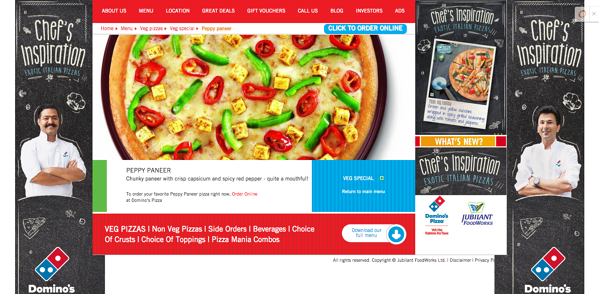 ABOUT US MENU LOCATION GREAT DEALS GIFT VOUCHERS CALL US BLOG INVESTORS ADS
Home Menu Veg pizzas Veg special Peppy paneer
CLICK TO ORDER ONLINE
Chef's
Inspiration
EXOTIC ITALIAN PIZZAS
Domino's
PEPPY PANEER
Chunky paneer with crisp capsicum and spicy red pepper - quite a mouthful!
To order your favorite Peppy Paneer pizza right now, Order Online
at Domino's Pizza
VEG SPECIAL
Return to main menu
VEG PIZZAS I Non Veg Pizzas I Side Orders I Beverages I Choice
Of Crusts I Choice Of Toppings I Pizza Mania Combos
Download our
full menu
Chef's Inspiration
EXOTIC ITALIAN PIZZAS
WHAT'S NEW?
Chef's Inspiration
EXOTIC ITALIAN PIZZAS
Domino's
Pizza
JUBILANT
FOODWORKS
All rights reserved. Copyright © Jubilant FoodWorks Ltd. I Disclaimer I Privacy P
Chef's
Inspiration
EXOTIC ITALIAN PIZZAS
Domino's